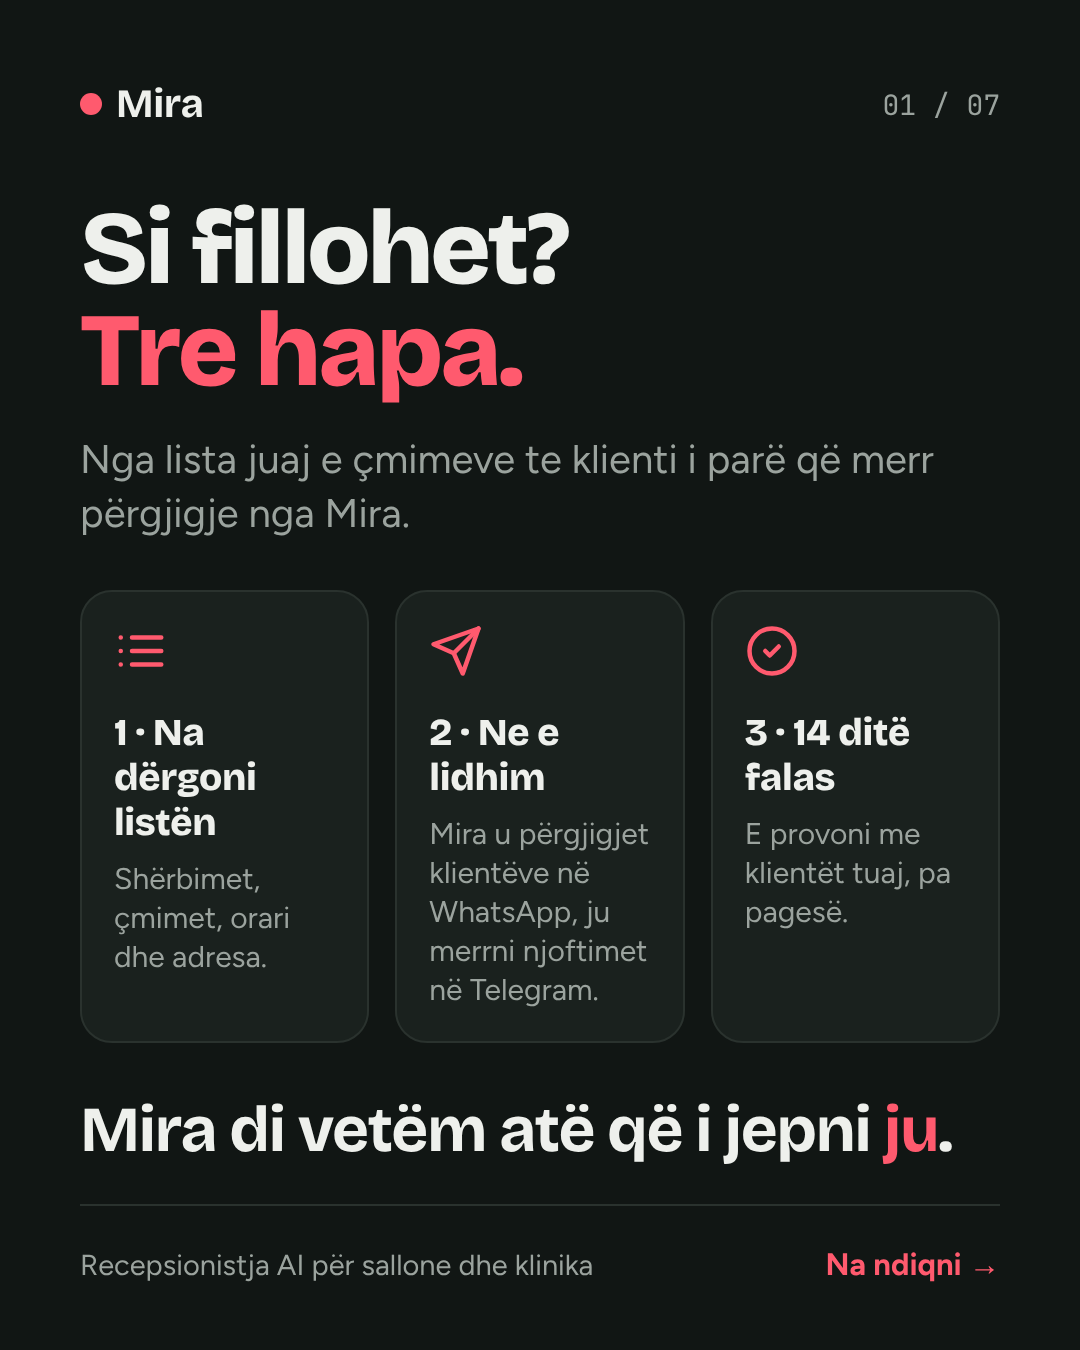 Mira
01 / 07
Si fillohet?
Tre hapa.
Nga lista juaj e çmimeve te klienti i parë që merr
përgjigje nga Mira.
1 · Na
dërgoni
listën
Shërbimet,
çmimet, orari
dhe adresa.
2 · Ne e
lidhim
Mira u përgjigjet
klientëve në
WhatsApp, ju
merrni njoftimet
në Telegram.
3 · 14 ditë
falas
E provoni me
klientët tuaj, pa
pagesë.
Mira di vetëm atë që i jepni ju.
Recepsionistja AI për sallone dhe klinika
Na ndiqni →